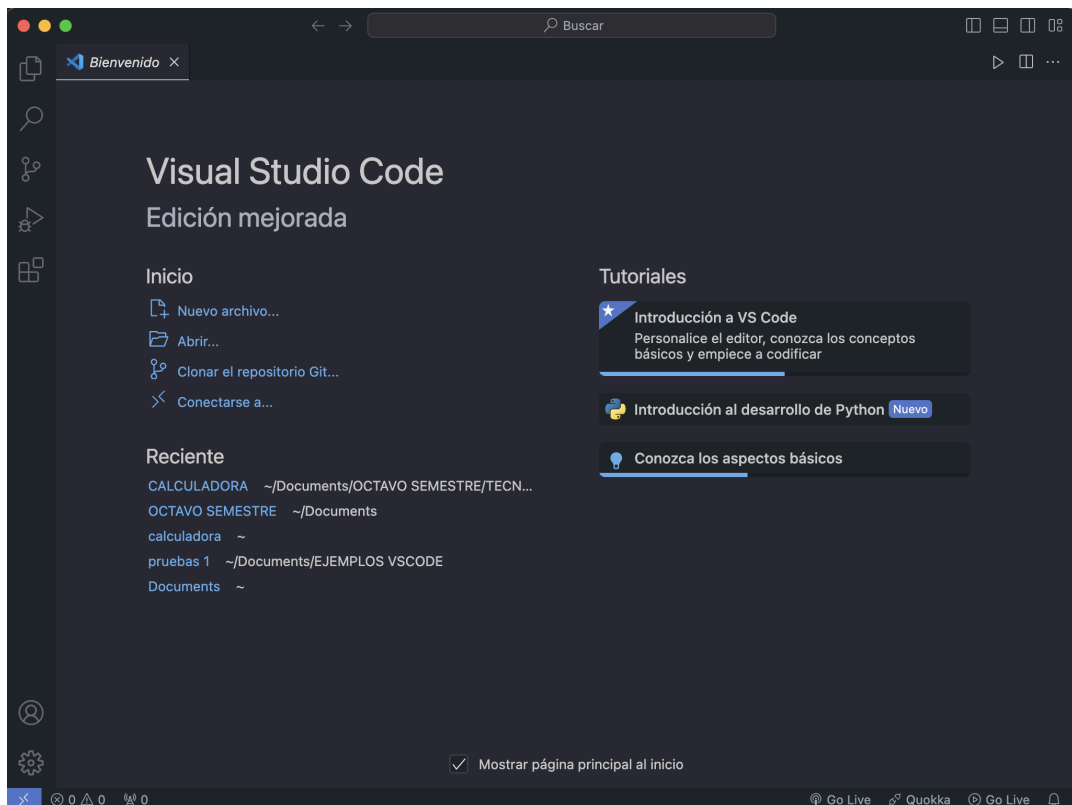 Buscar
Bienvenido
Visual Studio Code
Edición mejorada
Inicio
Nuevo archivo...
Abrir...
Clonar el repositorio Git...
Conectarse a...
Reciente
CALCULADORA ~/Documents/OCTAVO SEMESTRE/TECN...
OCTAVO SEMESTRE ~/Documents
calculadora ~
pruebas 1 ~/Documents/EJEMPLOS VSCODE
Documents ~
Tutoriales
Introducción a VS Code
Personalice el editor, conozca los conceptos
básicos y empiece a codificar
Introducción al desarrollo de Python Nuevo
Conozca los aspectos básicos
Mostrar página principal al inicio
0 0 0 Go Live Quokka Go Live